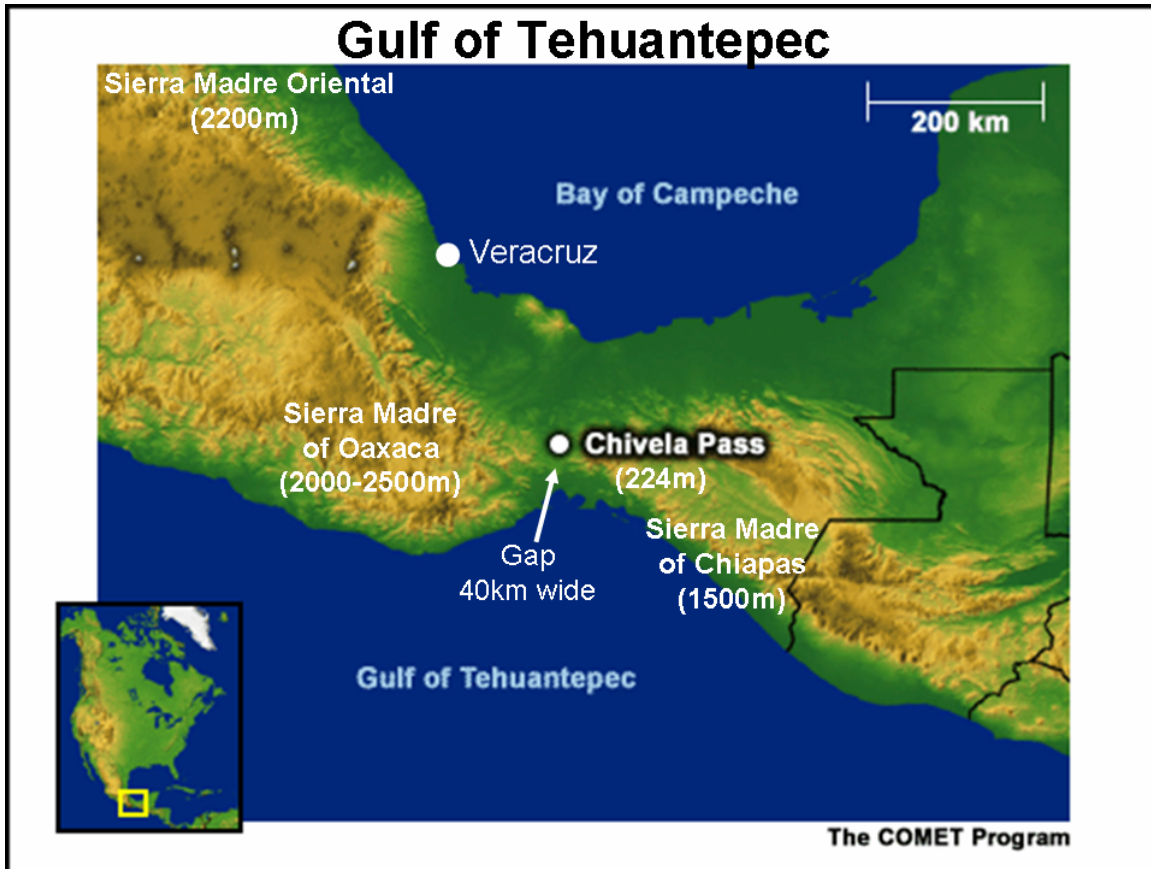 Gulf of Tehuantepec
Sierra Madre Oriental
(2200m)
200 km
Bay of Campeche
Veracruz
Sierra Madre
of Oaxaca
(2000-2500m)
Chivela Pass
(224m)
Gap
40km wide
Sierra Madre
of Chiapas
(1500m)
Gulf of Tehuantepec
The COMET Program